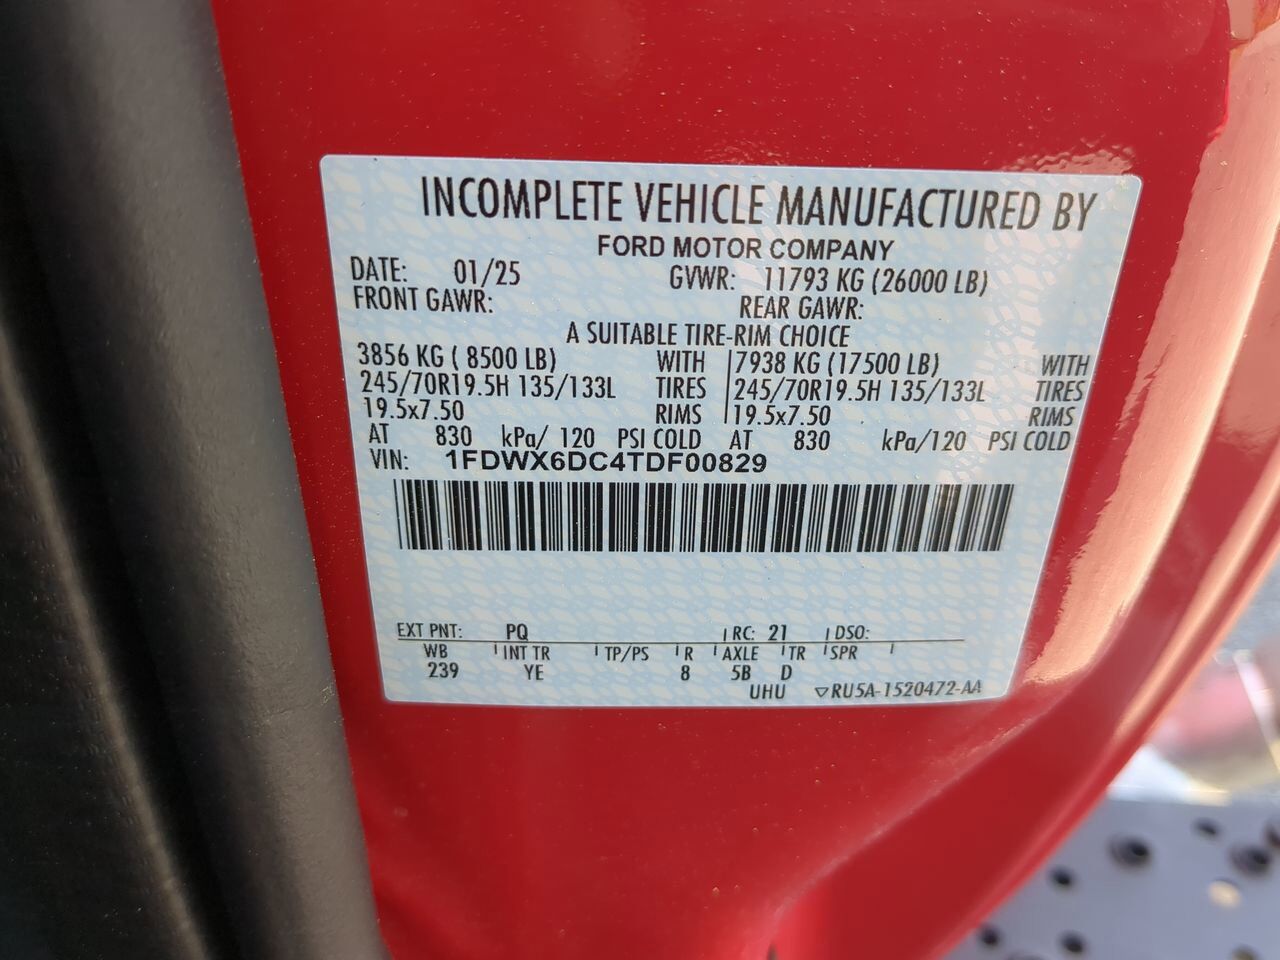 INCOMPLETE VEHICLE MANUFACTURED BY
FORD MOTOR COMPANY
DATE: 01/25 GVWR: 11793 KG (26000 LB)
FRONT GAWR: REAR GAWR:
A SUITABLE TIRE-RIM CHOICE
3856 KG ( 8500 LB) WITH 7938 KG (17500 LB) WITH
245/70R19.5H 135/133L TIRES 245/70R19.5H 135/133L TIRES
19.5x7.50 RIMS 19.5x7.50 RIMS
AT 830 kPa/ 120 PSI COLD AT 830 kPa/120 PSI COLD
VIN: 1FDWX6DC4TDF00829
EXT PNT: PQ RC: 21 DSO:
WB INT TR TP/PS R AXLE TR SPR
239 YE 8 5B D
UHU ▽RU5A-1520472-AA